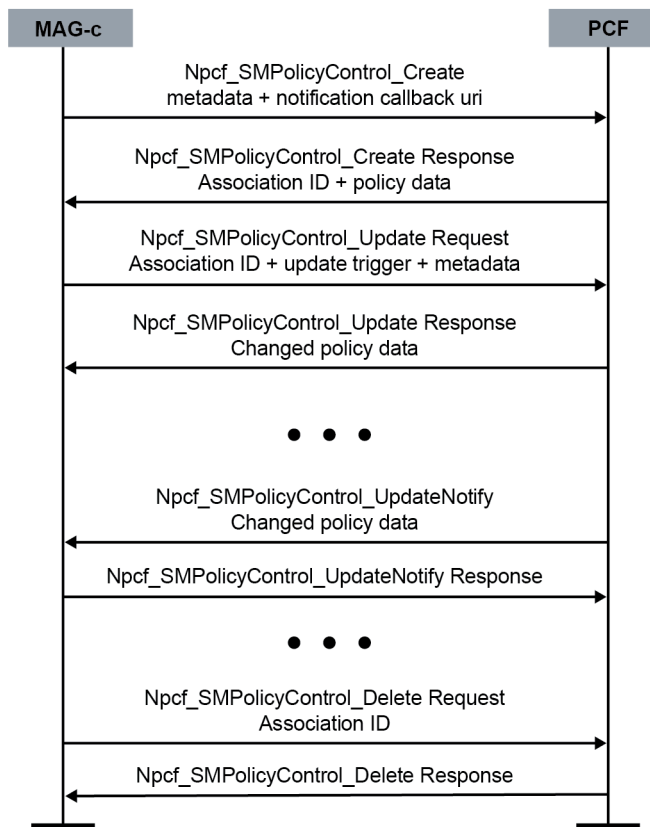 MAG-c
PCF
Npcf_SMPolicyControl_Create
metadata + notification callback uri
Npcf_SMPolicyControl_Create Response
Association ID + policy data
Npcf_SMPolicyControl_Update Request
Association ID + update trigger + metadata
Npcf_SMPolicyControl_Update Response
Changed policy data
Npcf_SMPolicyControl_UpdateNotify
Changed policy data
Npcf_SMPolicyControl_UpdateNotify Response
Npcf_SMPolicyControl_Delete Request
Association ID
Npcf_SMPolicyControl_Delete Response